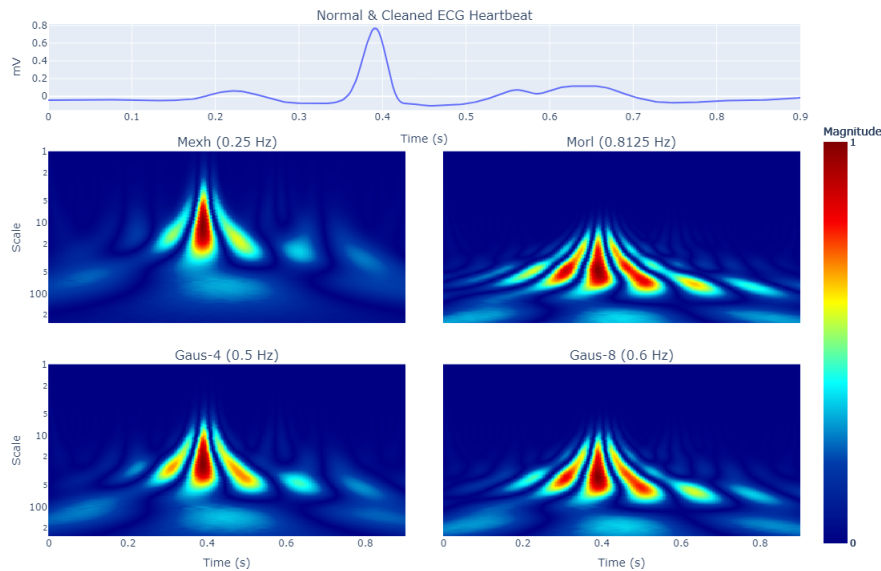 Normal & Cleaned ECG Heartbeat
0.8
0.6
0.4
0.2
0
mV
0 0.1 0.2 0.3 0.4 0.5 0.6 0.7 0.8 0.9
Time (s)
Mexh (0.25 Hz) Morl (0.8125 Hz)
Magnitude
1
1
2
5
10
2
5
100
2
Scale
Gaus-4 (0.5 Hz) Gaus-8 (0.6 Hz)
1
2
5
10
2
5
100
2
Scale
0
0 0.2 0.4 0.6 0.8 0 0.2 0.4 0.6 0.8
Time (s) Time (s)